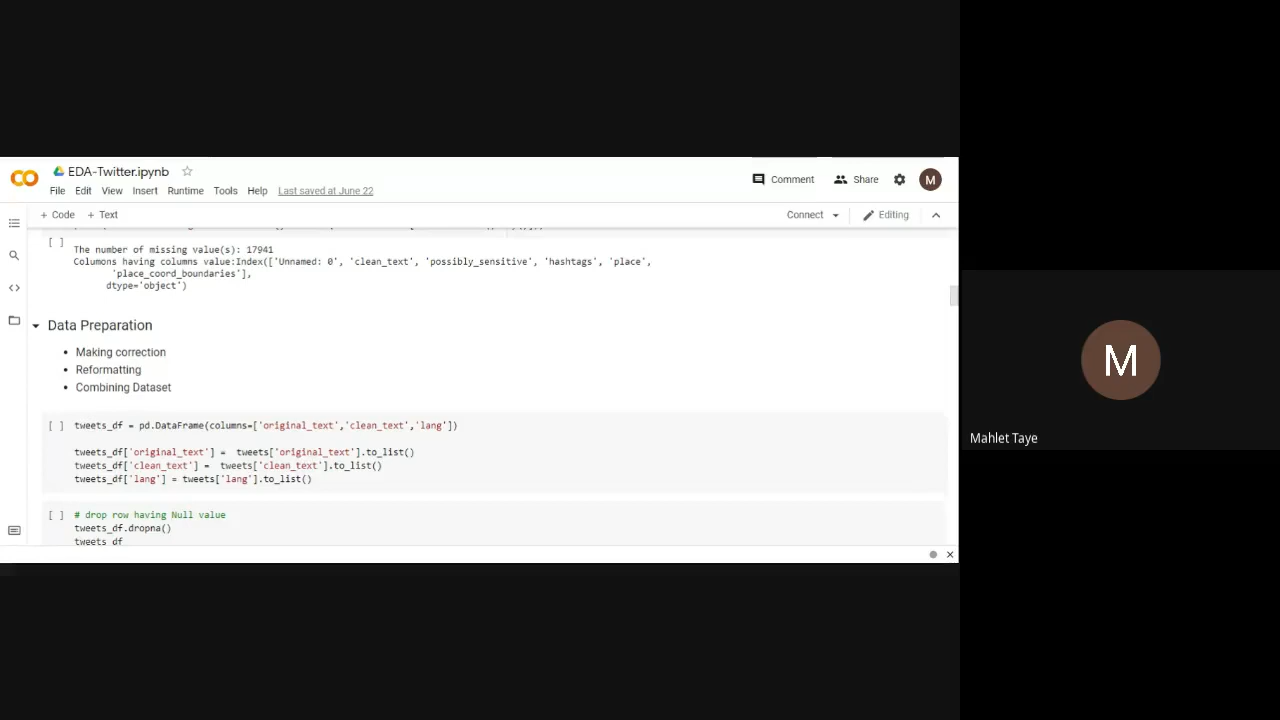 EDA-Twitter.ipynb
File Edit View Insert Runtime Tools Help Last saved at June 22
Comment Share M
+ Code + Text Connect Editing
[ ] The number of missing value(s): 17941
Columons having columns value:Index(['Unnamed: 0', 'clean_text', 'possibly_sensitive', 'hashtags', 'place',
'place_coord_boundaries'],
dtype='object')
Data Preparation
• Making correction
• Reformatting
• Combining Dataset
[ ] tweets_df = pd.DataFrame(columns=['original_text','clean_text','lang'])
tweets_df['original_text'] = tweets['original_text'].to_list()
tweets_df['clean_text'] = tweets['clean_text'].to_list()
tweets_df['lang'] = tweets['lang'].to_list()
[ ] # drop row having Null value
tweets_df.dropna()
tweets_df
M
Mahlet Taye